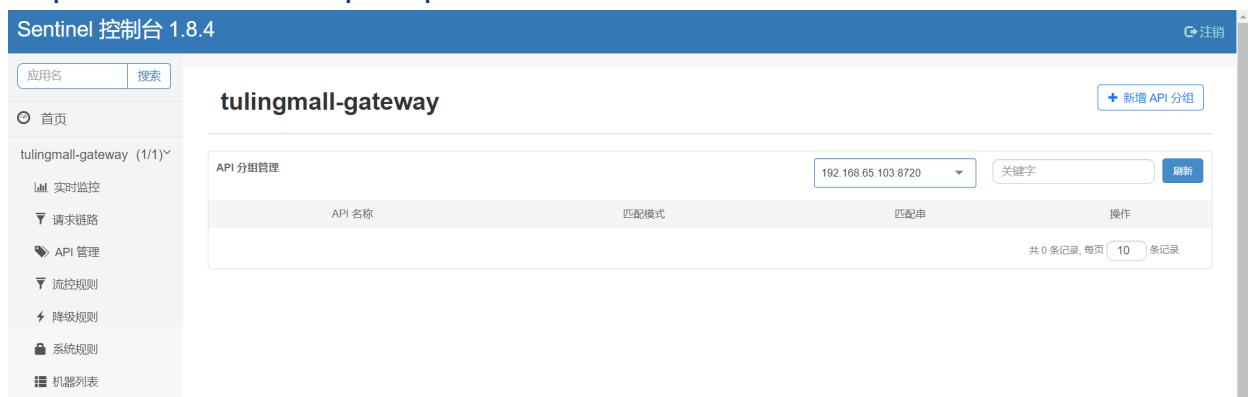 Sentinel 控制台 1.8.4
注销
应用名 搜索
首页
tulingmall-gateway (1/1)
实时监控
请求链路
API 管理
流控规则
降级规则
系统规则
机器列表
tulingmall-gateway
新增 API 分组
API 分组管理
192.168.65.103:8720
关键字
刷新
API 名称 匹配模式 匹配串 操作
共 0 条记录, 每页 10 条记录